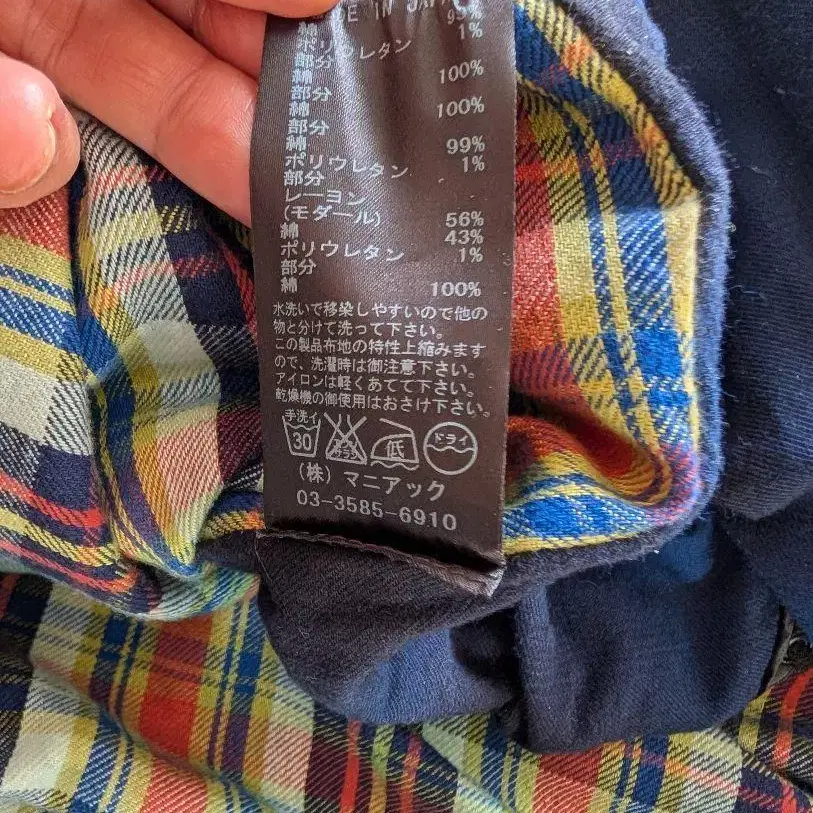 DE IN JAPA
綿 95%
ポリウレタン 1%
部分
綿 100%
部分
綿 100%
部分
綿 99%
ポリウレタン 1%
部分
レーヨン
(モダール) 56%
綿 43%
ポリウレタン 1%
部分
綿 100%
水洗いで移染しやすいので他の
物と分けて洗って下さい。
この製品布地の特性上縮みます
ので、洗濯時は御注意下さい。
アイロンは軽くあてて下さい。
乾燥機の御使用はおさけ下さい。
手洗イ
30 低 ドライ
(株) マニアック
03-3585-6910